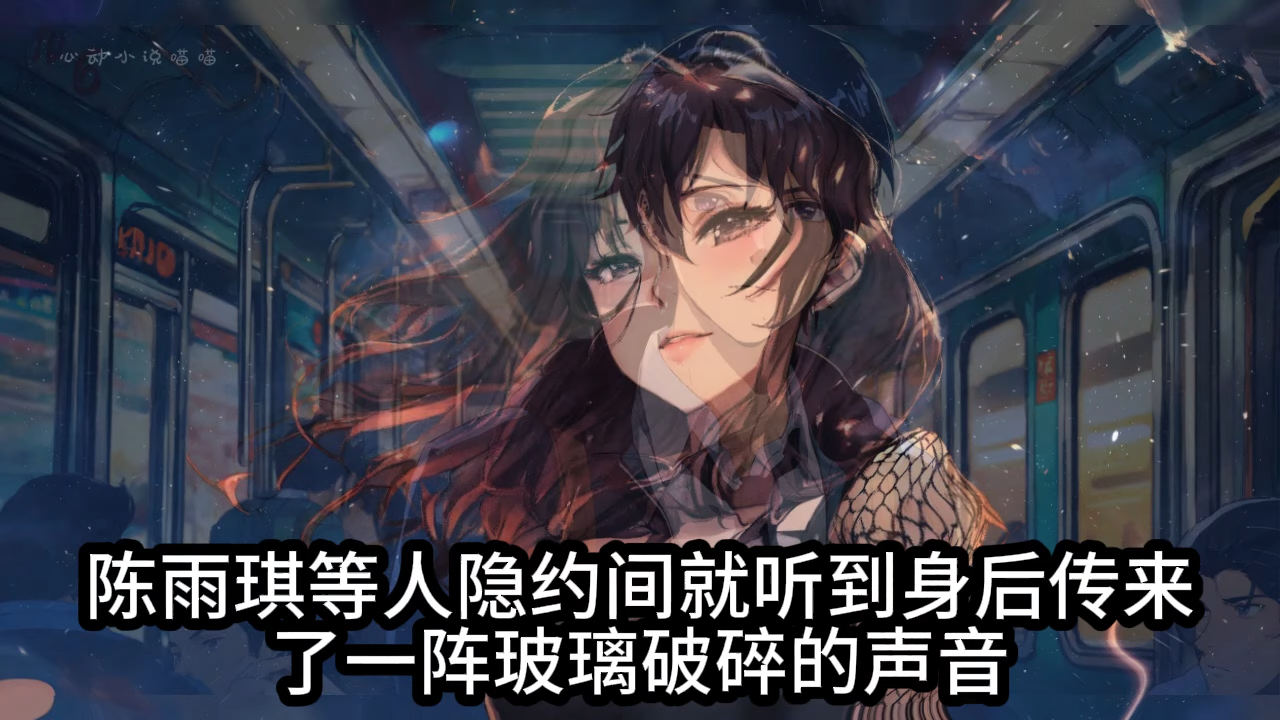 心动小说喵喵
陈雨琪等人隐约间就听到身后传来
了一阵玻璃破碎的声音